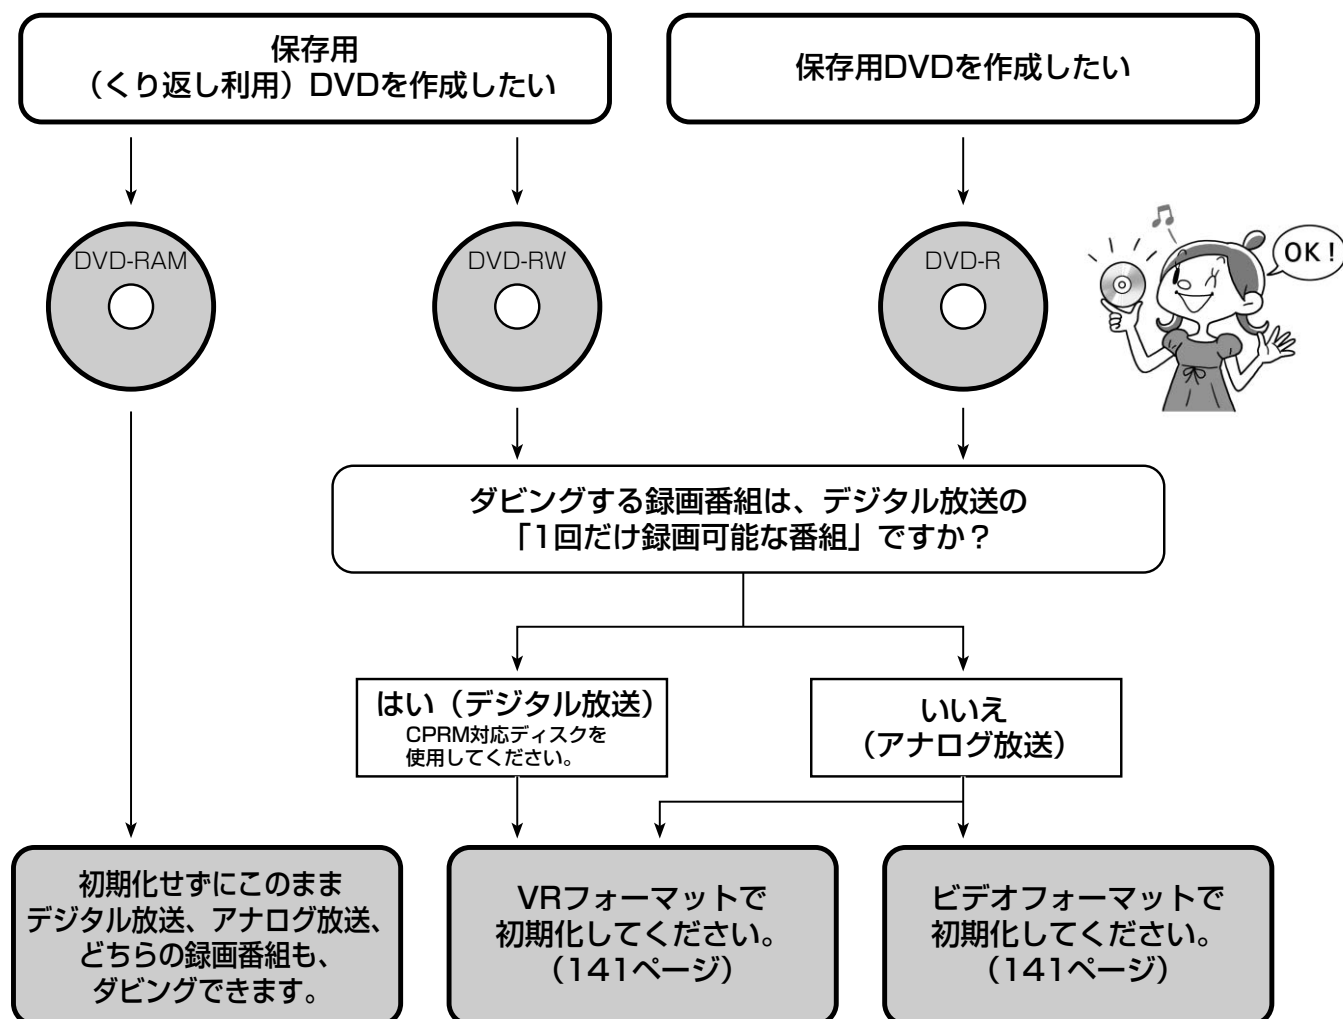 保存用
（くり返し利用）DVDを作成したい
保存用DVDを作成したい
DVD-RAM
DVD-RW
DVD-R
OK！
ダビングする録画番組は、デジタル放送の
「1回だけ録画可能な番組」ですか？
はい（デジタル放送）
CPRM対応ディスクを
使用してください。
いいえ
（アナログ放送）
初期化せずにこのまま
デジタル放送、アナログ放送、
どちらの録画番組も、
ダビングできます。
VRフォーマットで
初期化してください。
（141ページ）
ビデオフォーマットで
初期化してください。
（141ページ）